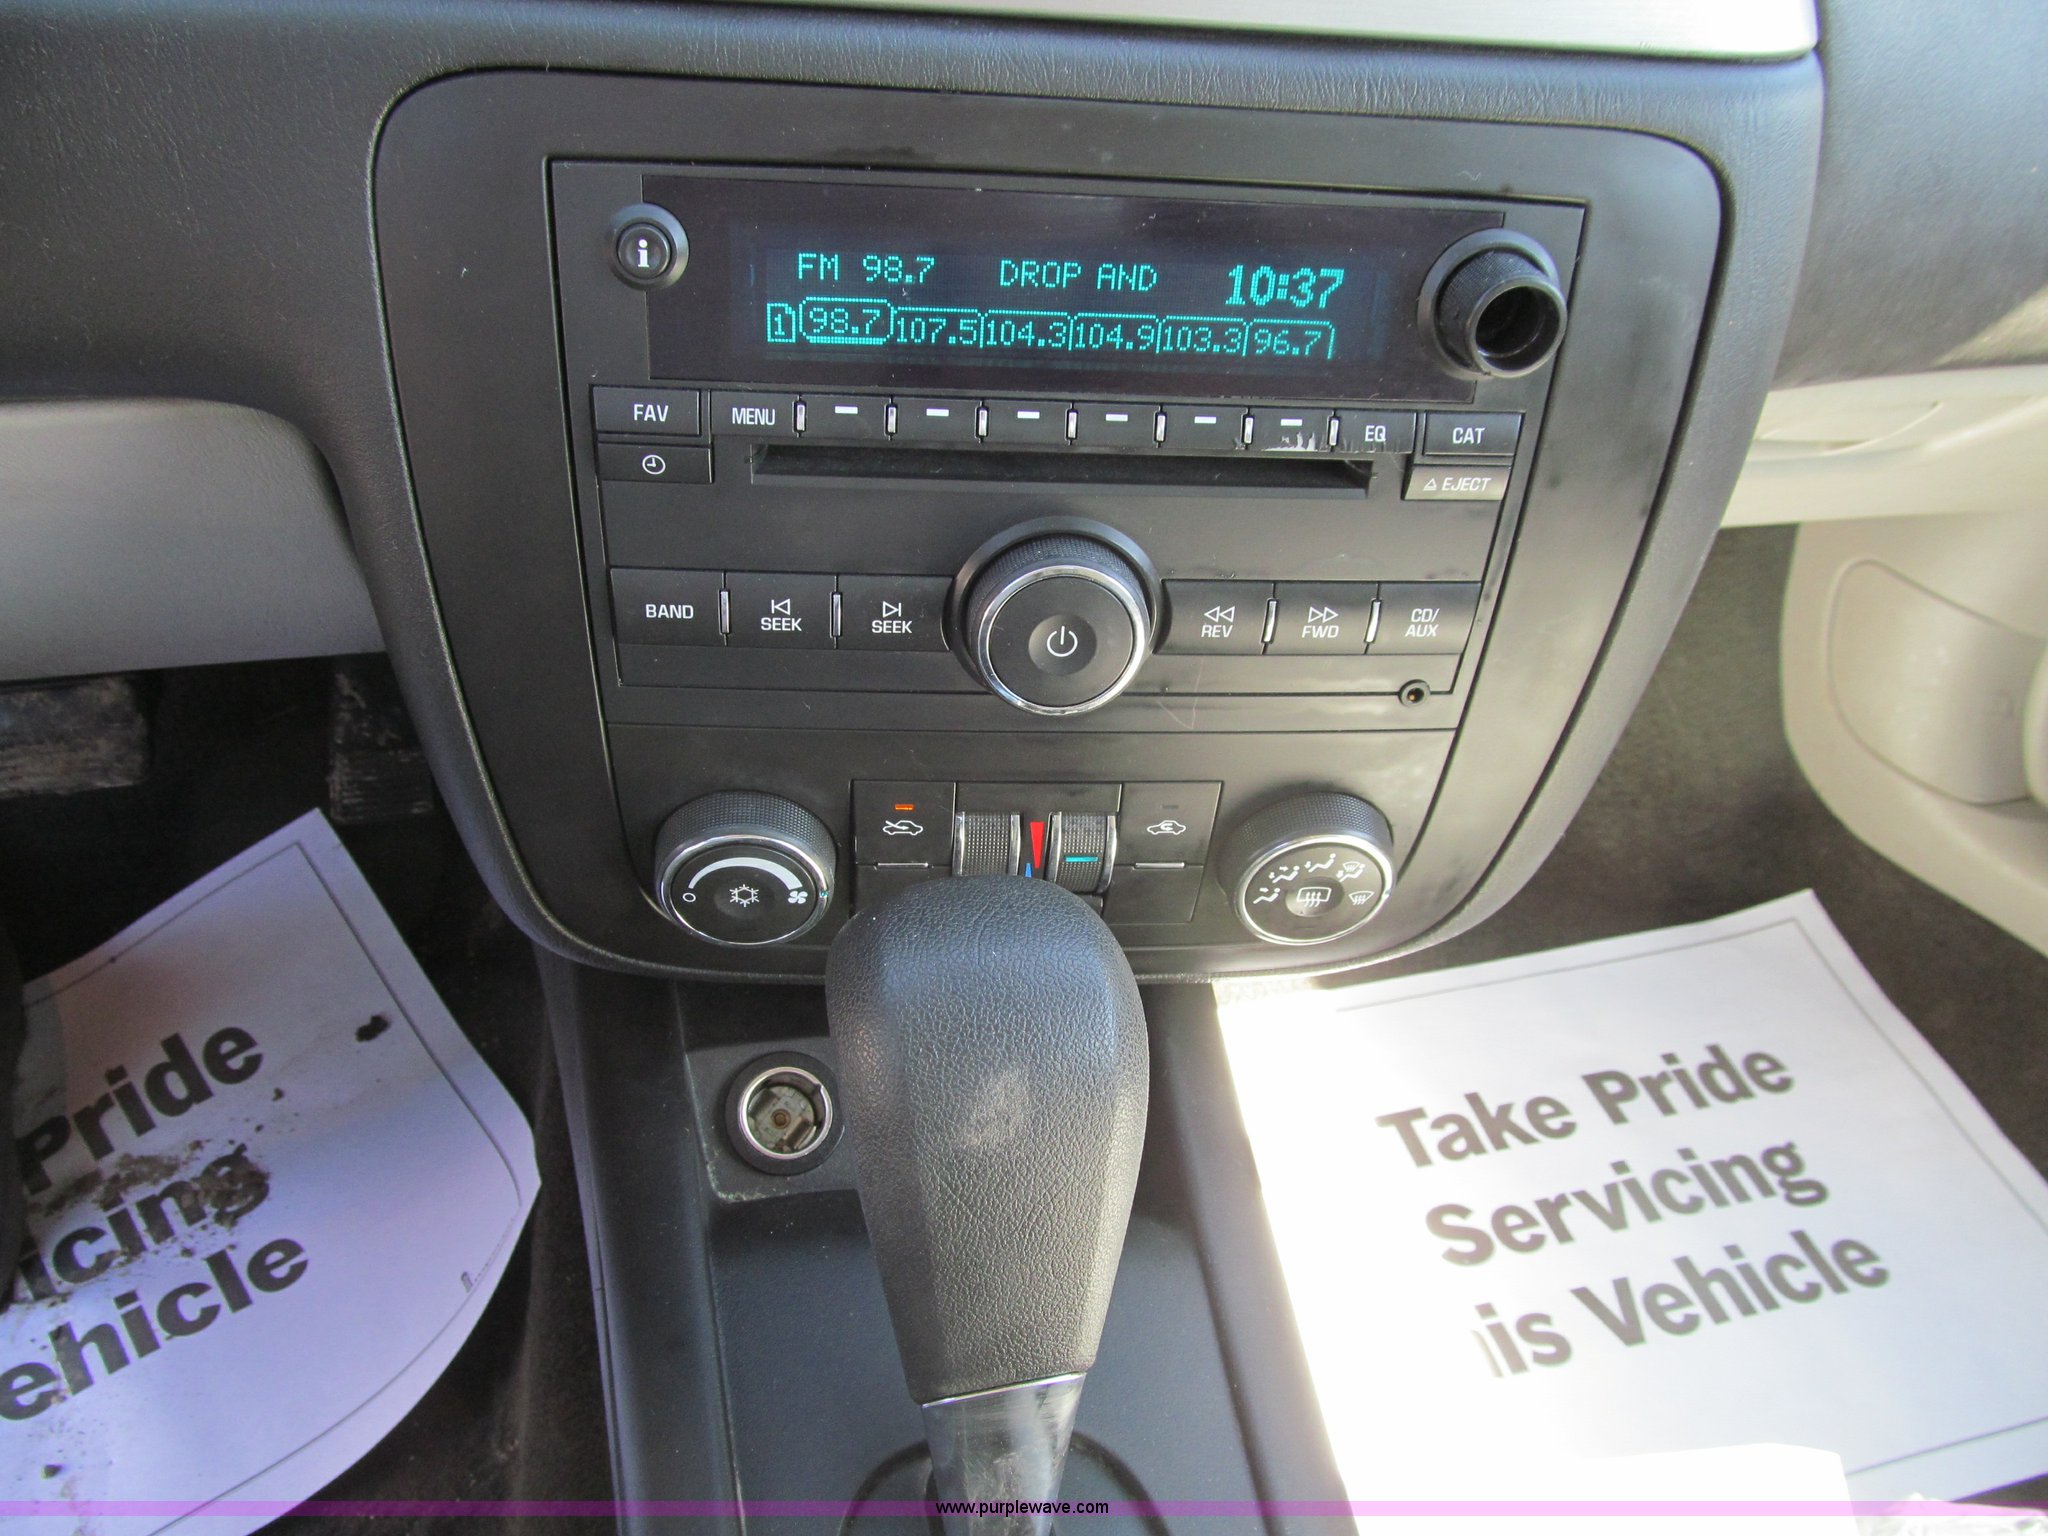 i
FM 98.7 DROP AND 10:37
1 98.7 107.5 104.3 104.9 103.3 96.7
FAV MENU EQ CAT
EJECT
BAND SEEK SEEK REV FWD CD/
AUX
Pride
icing
ehicle
Take Pride
Servicing
is Vehicle
www.purplewave.com